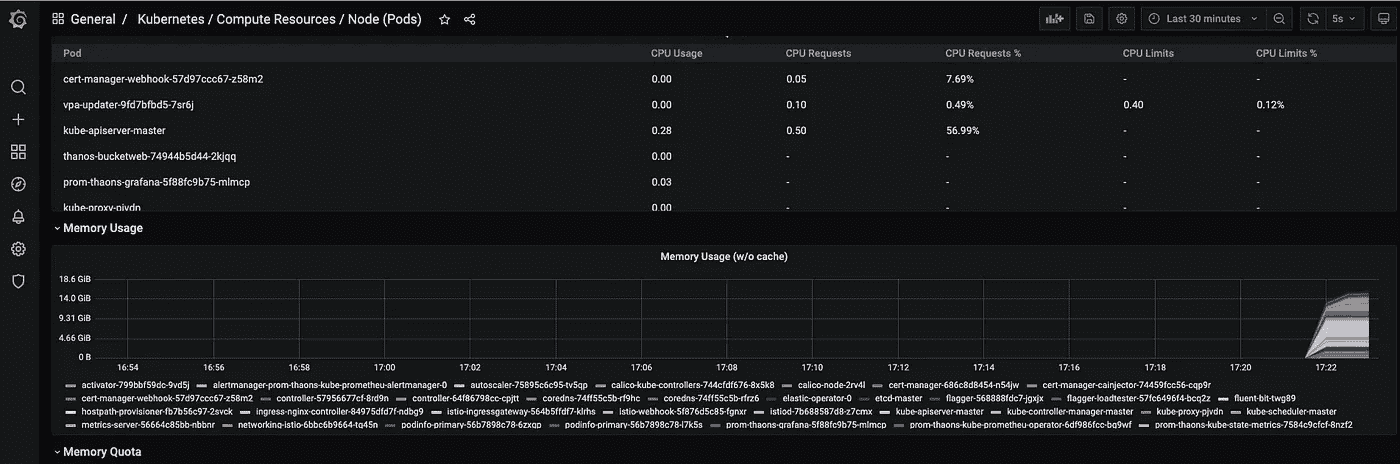 General / Kubernetes / Compute Resources / Node (Pods)
Last 30 minutes
5s
Pod CPU Usage CPU Requests CPU Requests % CPU Limits CPU Limits %
cert-manager-webhook-57d97ccc67-z58m2 0.00 0.05 7.69% - -
vpa-updater-9fd7bfbd5-7sr6j 0.00 0.10 0.49% 0.40 0.12%
kube-apiserver-master 0.28 0.50 56.99% - -
thanos-bucketweb-74944b5d44-2kjqq 0.00 - - - -
prom-thaons-grafana-5f88fc9b75-mlmcp 0.03 - - - -
kube-proxy-pjvdn 0.00 - - - -
Memory Usage
Memory Usage (w/o cache)
18.6 GiB
14.0 GiB
9.31 GiB
4.66 GiB
0 B
16:54 16:56 16:58 17:00 17:02 17:04 17:06 17:08 17:10 17:12 17:14 17:16 17:18 17:20 17:22
activator-799bbf59dc-9vd5j alertmanager-prom-thaons-kube-prometheu-alertmanager-0 autoscaler-75895c6c95-tv5qp calico-kube-controllers-744cfdf676-8x5k8 calico-node-2rv4l cert-manager-686c8d8454-n54jw cert-manager-cainjector-74459fcc56-cqp9r
cert-manager-webhook-57d97ccc67-z58m2 controller-57956677cf-8rd9n controller-64f86798cc-cpjtt coredns-74ff55c5b-rf9hc coredns-74ff55c5b-rfrz6 elastic-operator-0 etcd-master flagger-568888fdc7-jgxjx flagger-loadtester-57fc6496f4-bcq2z fluent-bit-twg89
hostpath-provisioner-fb7b56c97-2svck ingress-nginx-controller-84975dfd7f-ndbg9 istio-ingressgateway-564b5ffdf7-klrhs istio-webhook-5f876d5c85-fgnxr istiod-7b688587d8-z7cmx kube-apiserver-master kube-controller-manager-master kube-proxy-pjvdn kube-scheduler-master
metrics-server-56664c85bb-nbbnr networking-istio-6bbc6b9664-tq45n podinfo-primary-56b7898c78-6zxqp podinfo-primary-56b7898c78-l7k5s prom-thaons-grafana-5f88fc9b75-mlmcp prom-thaons-kube-prometheu-operator-6df986fcc-bq9wf prom-thaons-kube-state-metrics-7584c9cfcf-8nzf2
Memory Quota